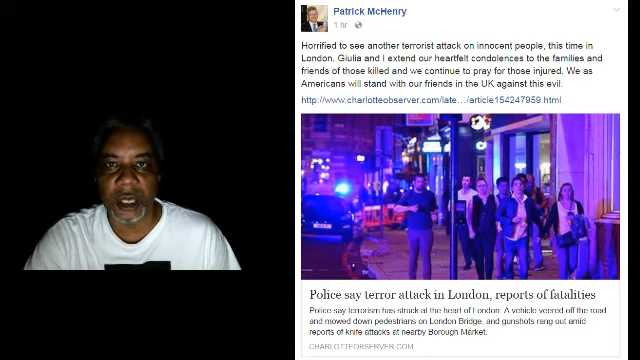 Patrick McHenry
1 hr
Horrified to see another terrorist attack on innocent people, this time in
London. Giulia and I extend our heartfelt condolences to the families and
friends of those killed and we continue to pray for those injured. We as
Americans will stand with our friends in the UK against this evil.
http://www.charlotteobserver.com/late…/article154247959.html
Police say terror attack in London, reports of fatalities
Police say terrorism has struck at the heart of London. A vehicle veered off the road
and mowed down pedestrians on London Bridge, and gunshots rang out amid
reports of knife attacks at nearby Borough Market.
CHARLOTTEOBSERVER.COM